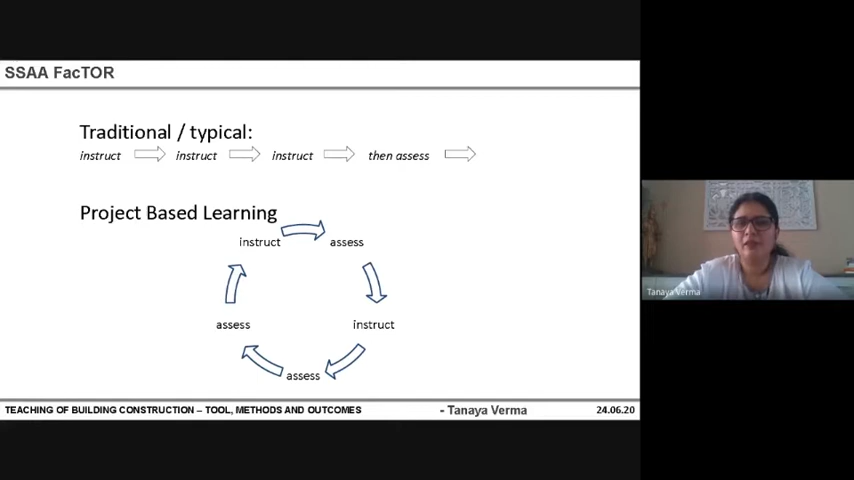 SSAA FacTOR
Traditional / typical:
instruct instruct instruct then assess
Project Based Learning
instruct assess
assess instruct
assess
Tanaya Verma
TEACHING OF BUILDING CONSTRUCTION – TOOL, METHODS AND OUTCOMES - Tanaya Verma 24.06.20